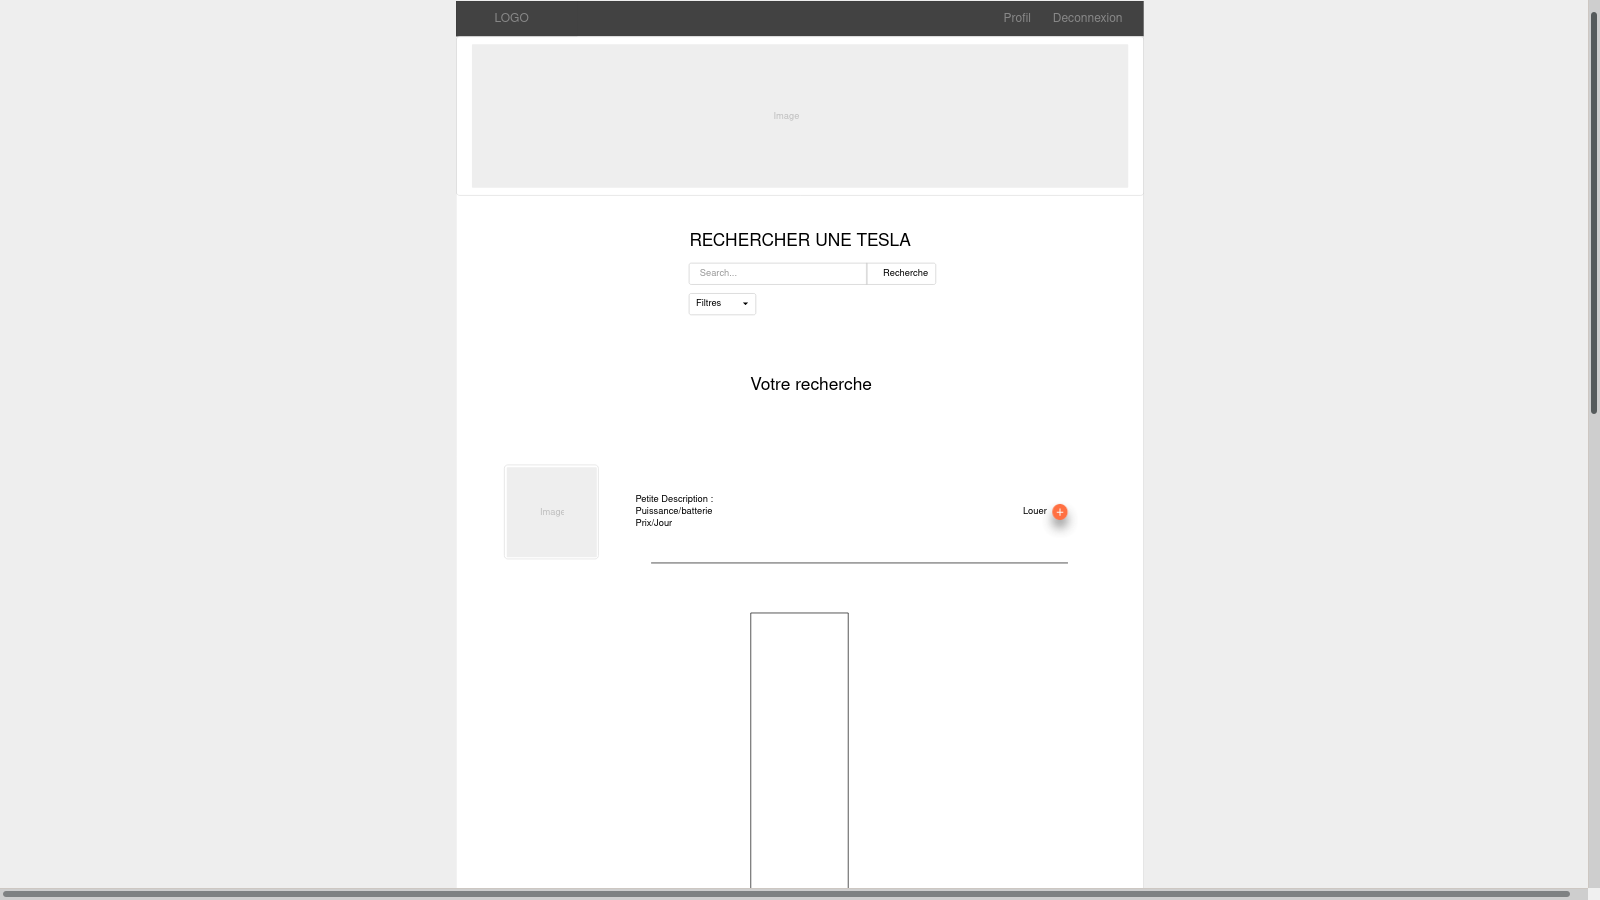 LOGO
Profil
Deconnexion
Image
RECHERCHER UNE TESLA
Search...
Recherche
Filtres
Votre recherche
Image
Petite Description :
Puissance/batterie
Prix/Jour
Louer